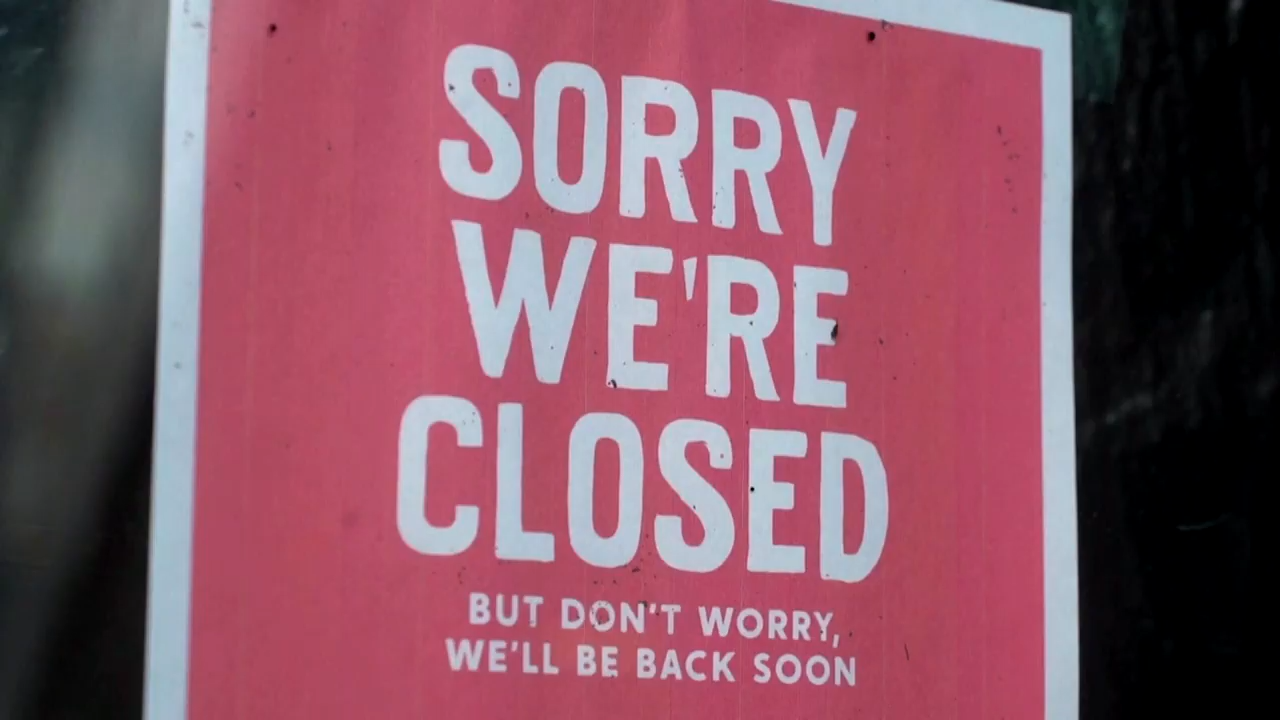 SORRY
WE'RE
CLOSED
BUT DON'T WORRY,
WE'LL BE BACK SOON